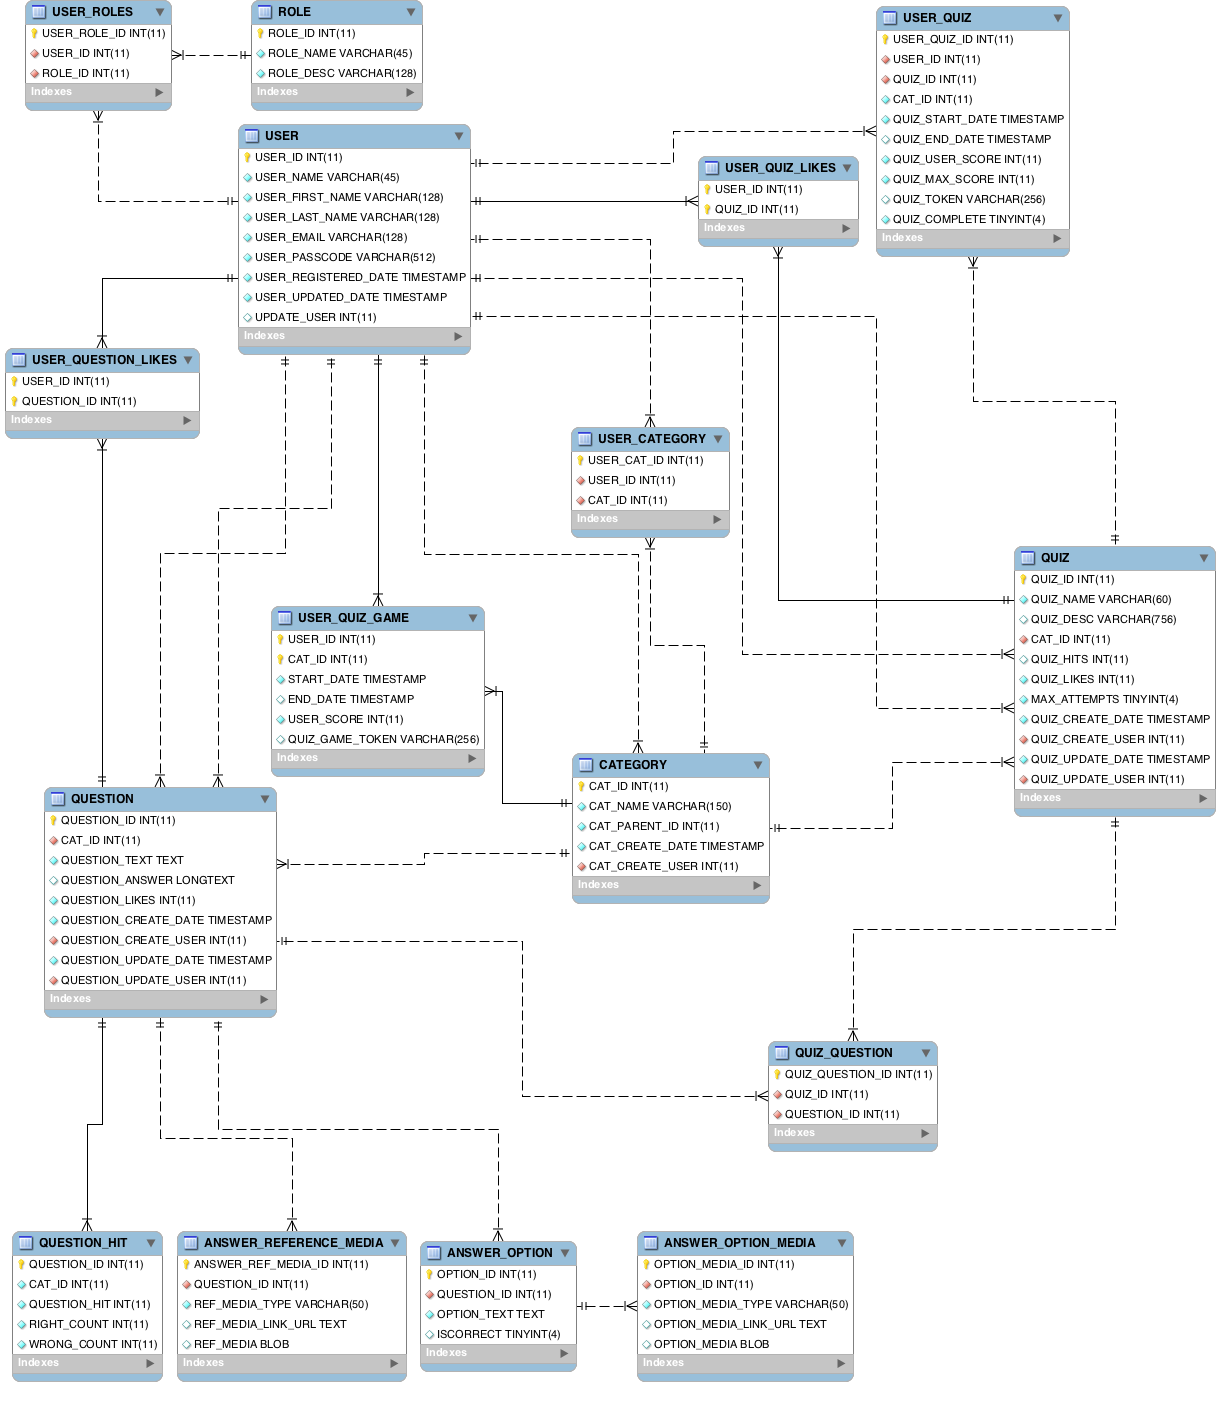 USER_ROLES
USER_ROLE_ID INT(11)
USER_ID INT(11)
ROLE_ID INT(11)
Indexes
ROLE
ROLE_ID INT(11)
ROLE_NAME VARCHAR(45)
ROLE_DESC VARCHAR(128)
Indexes
USER_QUIZ
USER_QUIZ_ID INT(11)
USER_ID INT(11)
QUIZ_ID INT(11)
CAT_ID INT(11)
QUIZ_START_DATE TIMESTAMP
QUIZ_END_DATE TIMESTAMP
QUIZ_USER_SCORE INT(11)
QUIZ_MAX_SCORE INT(11)
QUIZ_TOKEN VARCHAR(256)
QUIZ_COMPLETE TINYINT(4)
Indexes
USER
USER_ID INT(11)
USER_NAME VARCHAR(45)
USER_FIRST_NAME VARCHAR(128)
USER_LAST_NAME VARCHAR(128)
USER_EMAIL VARCHAR(128)
USER_PASSCODE VARCHAR(512)
USER_REGISTERED_DATE TIMESTAMP
USER_UPDATED_DATE TIMESTAMP
UPDATE_USER INT(11)
Indexes
USER_QUIZ_LIKES
USER_ID INT(11)
QUIZ_ID INT(11)
Indexes
USER_QUESTION_LIKES
USER_ID INT(11)
QUESTION_ID INT(11)
Indexes
USER_CATEGORY
USER_CAT_ID INT(11)
USER_ID INT(11)
CAT_ID INT(11)
Indexes
QUIZ
QUIZ_ID INT(11)
QUIZ_NAME VARCHAR(60)
QUIZ_DESC VARCHAR(756)
CAT_ID INT(11)
QUIZ_HITS INT(11)
QUIZ_LIKES INT(11)
MAX_ATTEMPTS TINYINT(4)
QUIZ_CREATE_DATE TIMESTAMP
QUIZ_CREATE_USER INT(11)
QUIZ_UPDATE_DATE TIMESTAMP
QUIZ_UPDATE_USER INT(11)
Indexes
USER_QUIZ_GAME
USER_ID INT(11)
CAT_ID INT(11)
START_DATE TIMESTAMP
END_DATE TIMESTAMP
USER_SCORE INT(11)
QUIZ_GAME_TOKEN VARCHAR(256)
Indexes
CATEGORY
CAT_ID INT(11)
CAT_NAME VARCHAR(150)
CAT_PARENT_ID INT(11)
CAT_CREATE_DATE TIMESTAMP
CAT_CREATE_USER INT(11)
Indexes
QUESTION
QUESTION_ID INT(11)
CAT_ID INT(11)
QUESTION_TEXT TEXT
QUESTION_ANSWER LONGTEXT
QUESTION_LIKES INT(11)
QUESTION_CREATE_DATE TIMESTAMP
QUESTION_CREATE_USER INT(11)
QUESTION_UPDATE_DATE TIMESTAMP
QUESTION_UPDATE_USER INT(11)
Indexes
QUIZ_QUESTION
QUIZ_QUESTION_ID INT(11)
QUIZ_ID INT(11)
QUESTION_ID INT(11)
Indexes
QUESTION_HIT
QUESTION_ID INT(11)
CAT_ID INT(11)
QUESTION_HIT INT(11)
RIGHT_COUNT INT(11)
WRONG_COUNT INT(11)
Indexes
ANSWER_REFERENCE_MEDIA
ANSWER_REF_MEDIA_ID INT(11)
QUESTION_ID INT(11)
REF_MEDIA_TYPE VARCHAR(50)
REF_MEDIA_LINK_URL TEXT
REF_MEDIA BLOB
Indexes
ANSWER_OPTION
OPTION_ID INT(11)
QUESTION_ID INT(11)
OPTION_TEXT TEXT
ISCORRECT TINYINT(4)
Indexes
ANSWER_OPTION_MEDIA
OPTION_MEDIA_ID INT(11)
OPTION_ID INT(11)
OPTION_MEDIA_TYPE VARCHAR(50)
OPTION_MEDIA_LINK_URL TEXT
OPTION_MEDIA BLOB
Indexes